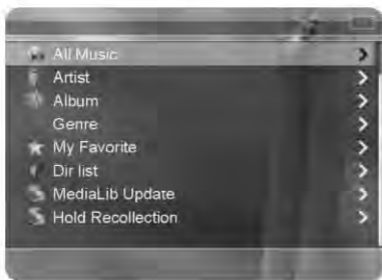 All Music
Artist
Album
Genre
My Favorite
Dir list
MediaLib Update
Hold Recollection